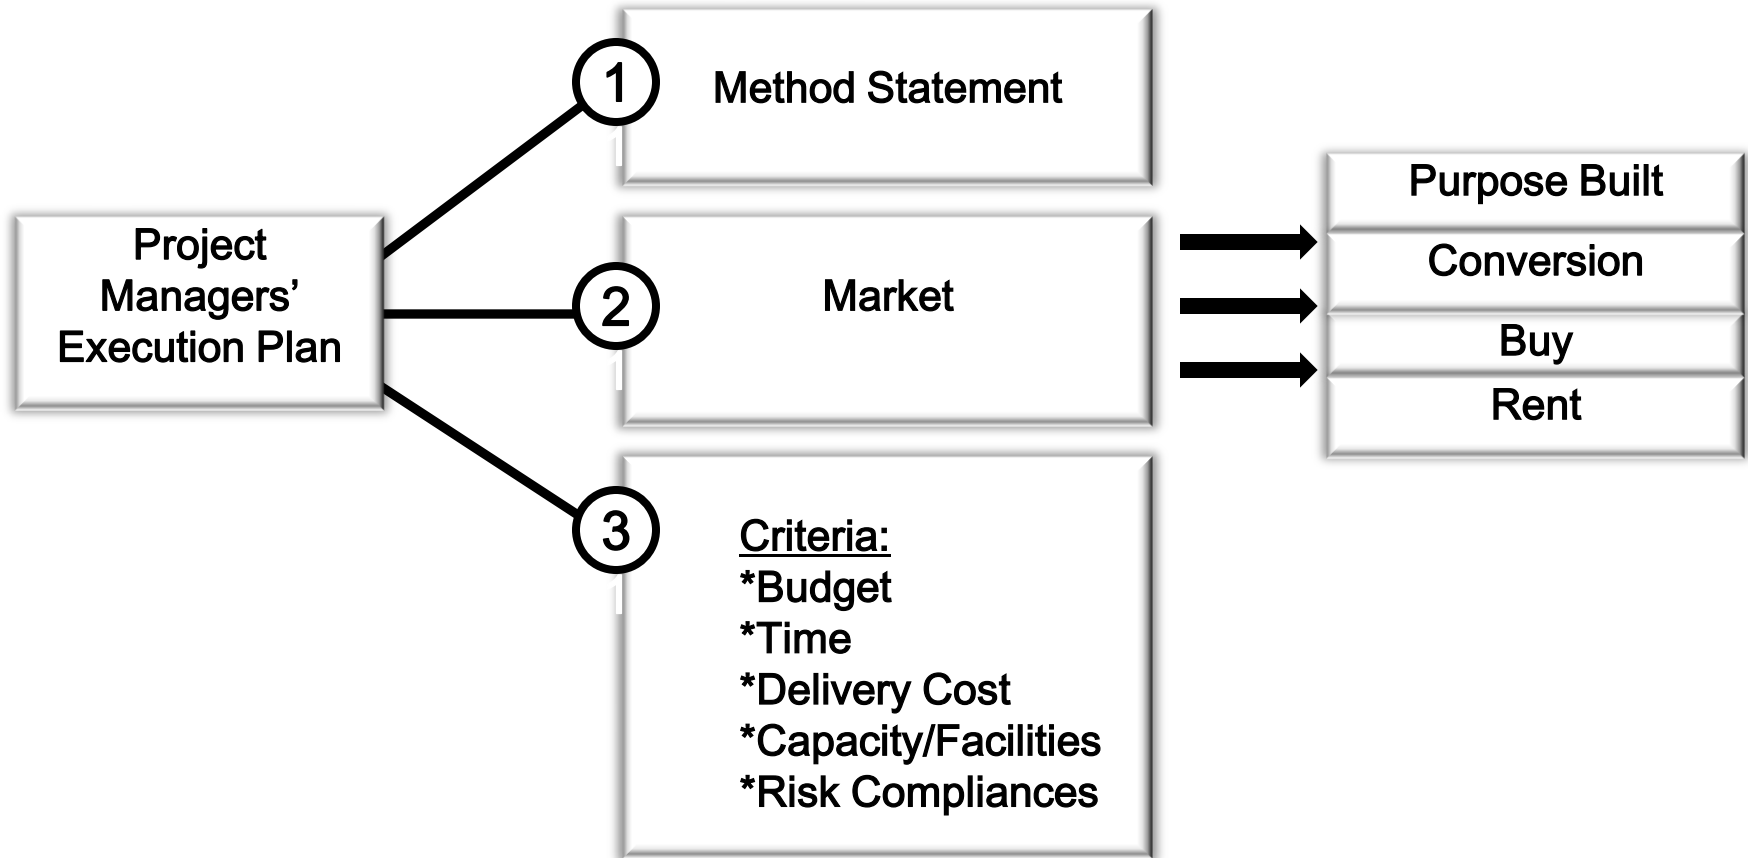 Project
Managers’
Execution Plan
1
Method Statement
2
Market
3
Criteria:
*Budget
*Time
*Delivery Cost
*Capacity/Facilities
*Risk Compliances
Purpose Built
Conversion
Buy
Rent